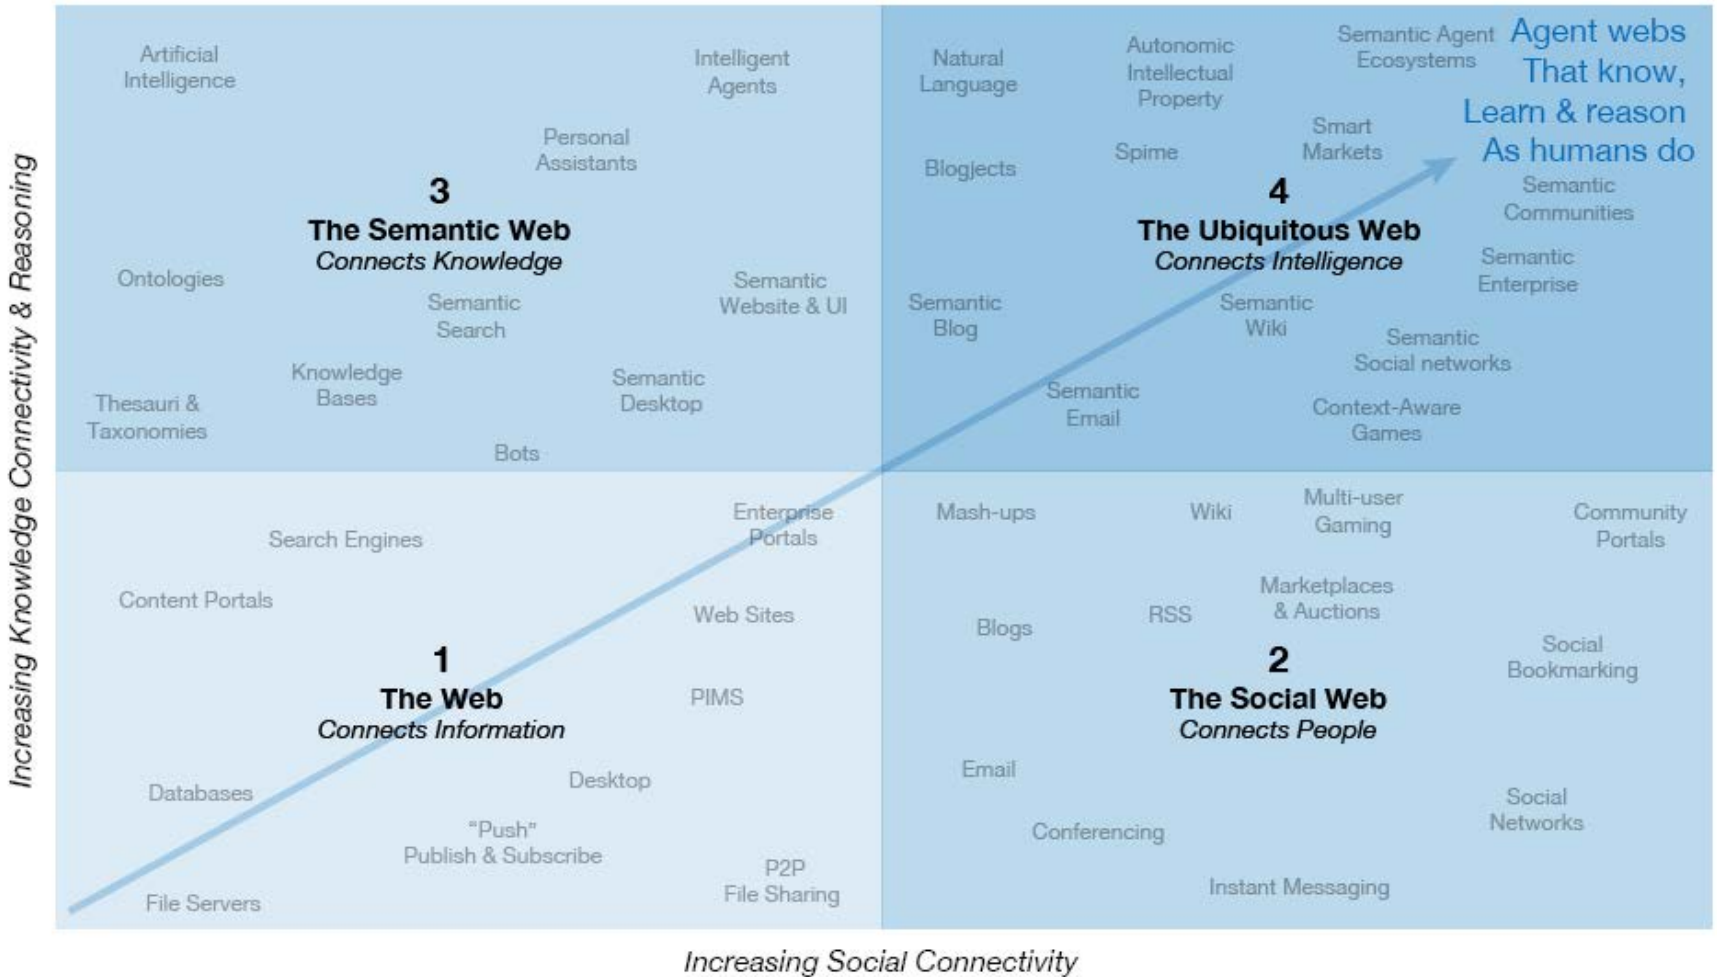 Increasing Knowledge Connectivity & Reasoning
Artificial
Intelligence
Intelligent
Agents
Personal
Assistants
3
The Semantic Web
Connects Knowledge
Ontologies
Semantic
Search
Semantic
Website & UI
Knowledge
Bases
Semantic
Desktop
Thesauri &
Taxonomies
Bots
Natural
Language
Autonomic
Intellectual
Property
Semantic Agent
Ecosystems
Agent webs
That know,
Learn & reason
As humans do
Blogjects
Spime
Smart
Markets
4
The Ubiquitous Web
Connects Intelligence
Semantic
Communities
Semantic
Enterprise
Semantic
Blog
Semantic
Wiki
Semantic
Social networks
Semantic
Email
Context-Aware
Games
Search Engines
Enterprise
Portals
Content Portals
Web Sites
1
The Web
Connects Information
PIMS
Databases
Desktop
“Push”
Publish & Subscribe
P2P
File Sharing
File Servers
Mash-ups
Wiki
Multi-user
Gaming
Community
Portals
Blogs
RSS
Marketplaces
& Auctions
2
The Social Web
Connects People
Social
Bookmarking
Email
Conferencing
Social
Networks
Instant Messaging
Increasing Social Connectivity